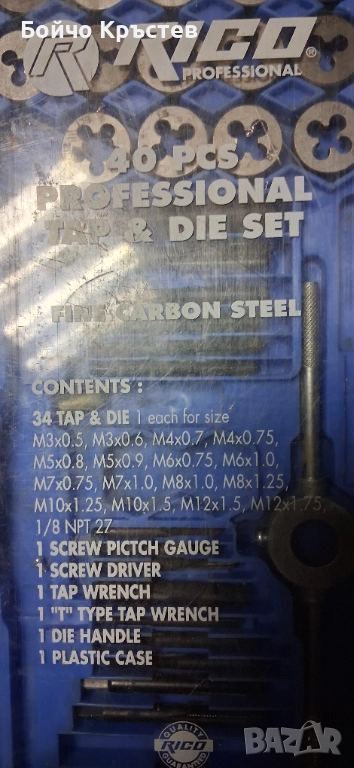 Бойчо Кръстев
R RICO®
PROFESSIONAL
40 PCS
PROFESSIONAL
TAP & DIE SET
FINE CARBON STEEL
CONTENTS :
34 TAP & DIE 1 each for size
M3x0.5, M3x0.6, M4x0.7, M4x0.75,
M5x0.8, M5x0.9, M6x0.75, M6x1.0,
M7x0.75, M7x1.0, M8x1.0, M8x1.25,
M10x1.25, M10x1.5, M12x1.5, M12x1.75,
1/8 NPT 27
1 SCREW PICTCH GAUGE
1 SCREW DRIVER
1 TAP WRENCH
1 "T" TYPE TAP WRENCH
1 DIE HANDLE
1 PLASTIC CASE
QUALITY
RICO
GUARANTEED
BAZAR